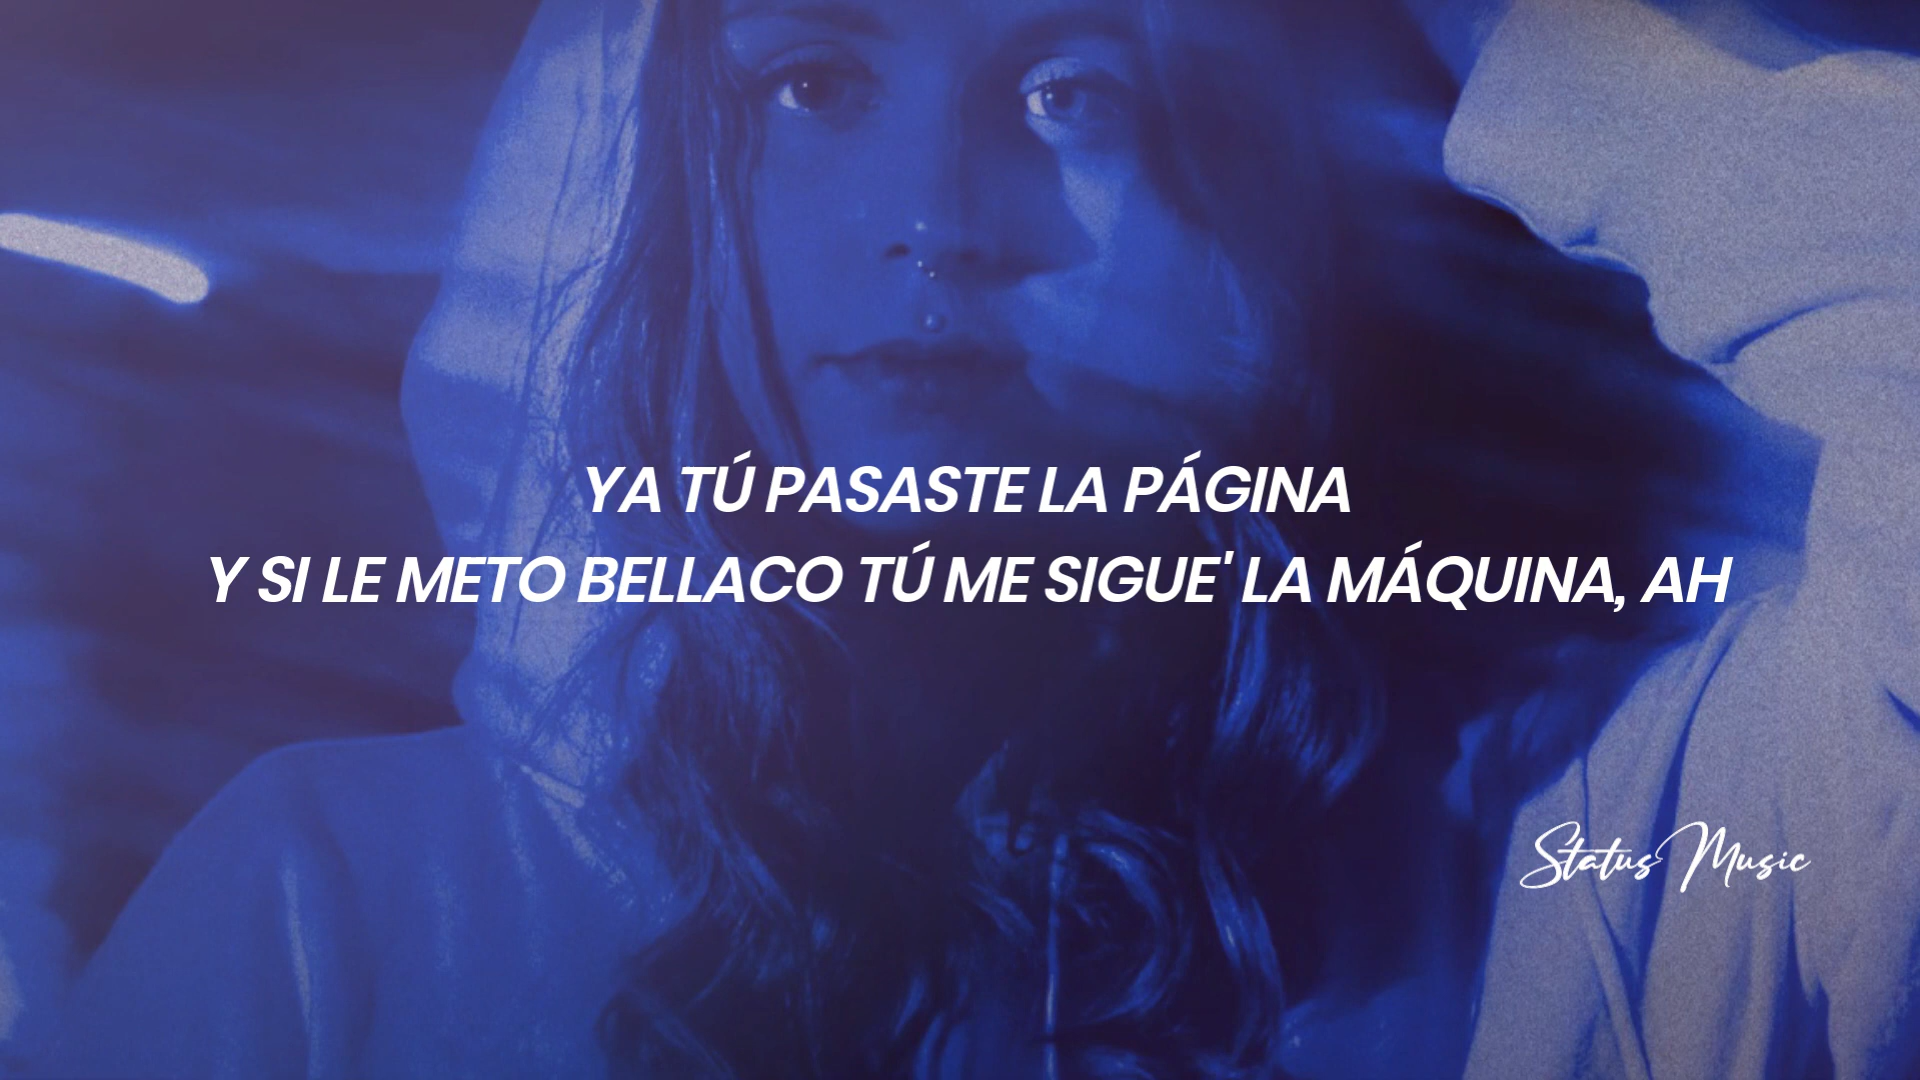 YA TÚ PASASTE LA PÁGINA
Y SI LE METO BELLACO TÚ ME SIGUE' LA MÁQUINA, AH
Status Music